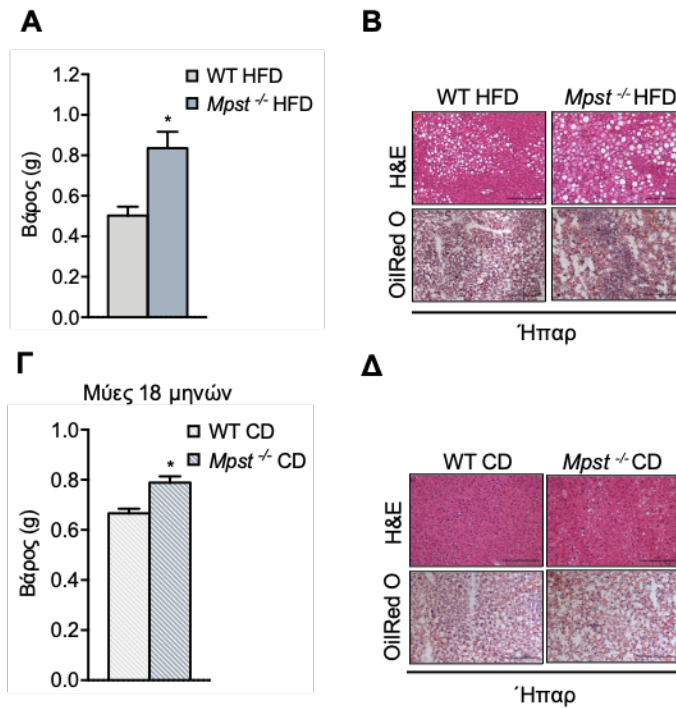 A
WT HFD
Mpst -/- HFD
*
1.2
1.0
0.8
0.6
0.4
0.2
0.0
Βάρος (g)
B
WT HFD
Mpst -/- HFD
H&E
OilRed O
Ήπαρ
Γ
Μύες 18 μηνών
WT CD
Mpst -/- CD
*
1.0
0.8
0.6
0.4
0.2
0.0
Βάρος (g)
Δ
WT CD
Mpst -/- CD
H&E
OilRed O
Ήπαρ